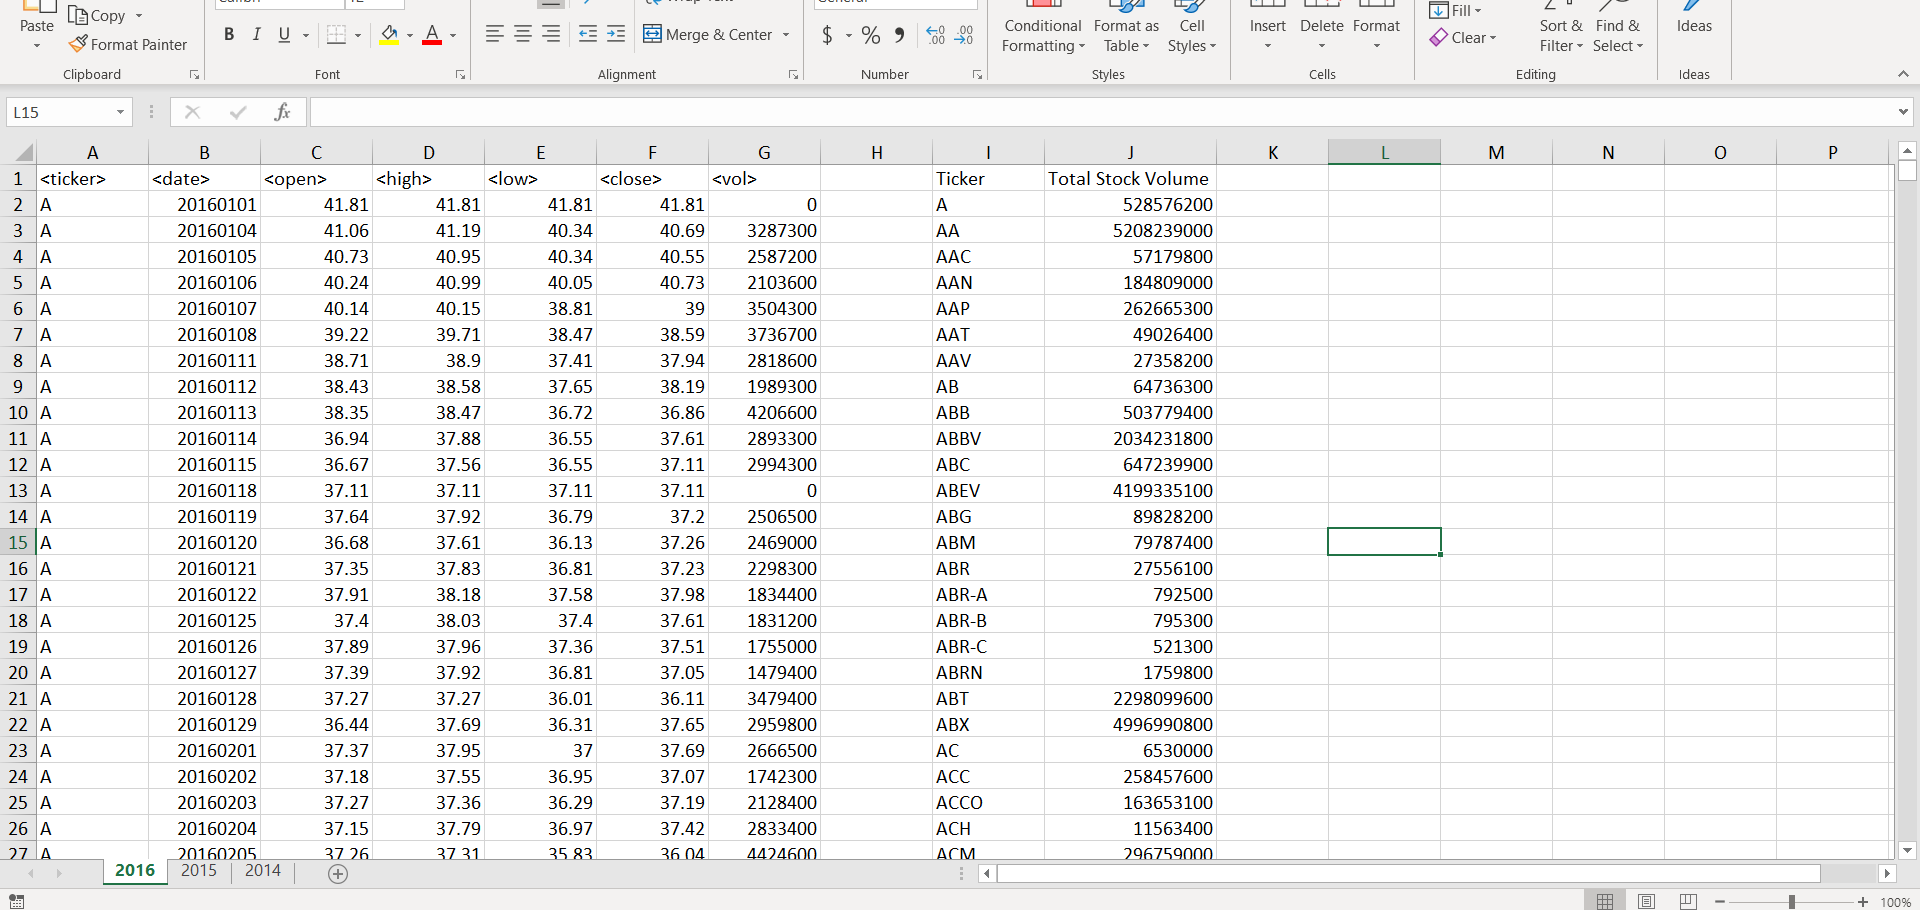 Paste Copy Wrap Text Fill
Format Painter B I U A Merge & Center $ % 9 Conditional Formatting Format as Table Cell Styles Insert Delete Format Clear Sort & Filter Find & Select Ideas
Clipboard Font Alignment Number Styles Cells Editing Ideas
L15 fx
A B C D E F G H I J K L M N O P
1 <ticker> <date> <open> <high> <low> <close> <vol> Ticker Total Stock Volume
2 A 20160101 41.81 41.81 41.81 41.81 0 A 528576200
3 A 20160104 41.06 41.19 40.34 40.69 3287300 AA 5208239000
4 A 20160105 40.73 40.95 40.34 40.55 2587200 AAC 57179800
5 A 20160106 40.24 40.99 40.05 40.73 2103600 AAN 184809000
6 A 20160107 40.14 40.15 38.81 39 3504300 AAP 262665300
7 A 20160108 39.22 39.71 38.47 38.59 3736700 AAT 49026400
8 A 20160111 38.71 38.9 37.41 37.94 2818600 AAV 27358200
9 A 20160112 38.43 38.58 37.65 38.19 1989300 AB 64736300
10 A 20160113 38.35 38.47 36.72 36.86 4206600 ABB 503779400
11 A 20160114 36.94 37.88 36.55 37.61 2893300 ABBV 2034231800
12 A 20160115 36.67 37.56 36.55 37.11 2994300 ABC 647239900
13 A 20160118 37.11 37.11 37.11 37.11 0 ABEV 4199335100
14 A 20160119 37.64 37.92 36.79 37.2 2506500 ABG 89828200
15 A 20160120 36.68 37.61 36.13 37.26 2469000 ABM 79787400
16 A 20160121 37.35 37.83 36.81 37.23 2298300 ABR 27556100
17 A 20160122 37.91 38.18 37.58 37.98 1834400 ABR-A 792500
18 A 20160125 37.4 38.03 37.4 37.61 1831200 ABR-B 795300
19 A 20160126 37.89 37.96 37.36 37.51 1755000 ABR-C 521300
20 A 20160127 37.39 37.92 36.81 37.05 1479400 ABRN 1759800
21 A 20160128 37.27 37.27 36.01 36.11 3479400 ABT 2298099600
22 A 20160129 36.44 37.69 36.31 37.65 2959800 ABX 4996990800
23 A 20160201 37.37 37.95 37 37.69 2666500 AC 6530000
24 A 20160202 37.18 37.55 36.95 37.07 1742300 ACC 258457600
25 A 20160203 37.27 37.36 36.29 37.19 2128400 ACCO 163653100
26 A 20160204 37.15 37.79 36.97 37.42 2833400 ACH 11563400
27 A 20160205 37.26 37.31 35.83 36.04 4424600 ACM 296759000
2016 2015 2014
100%